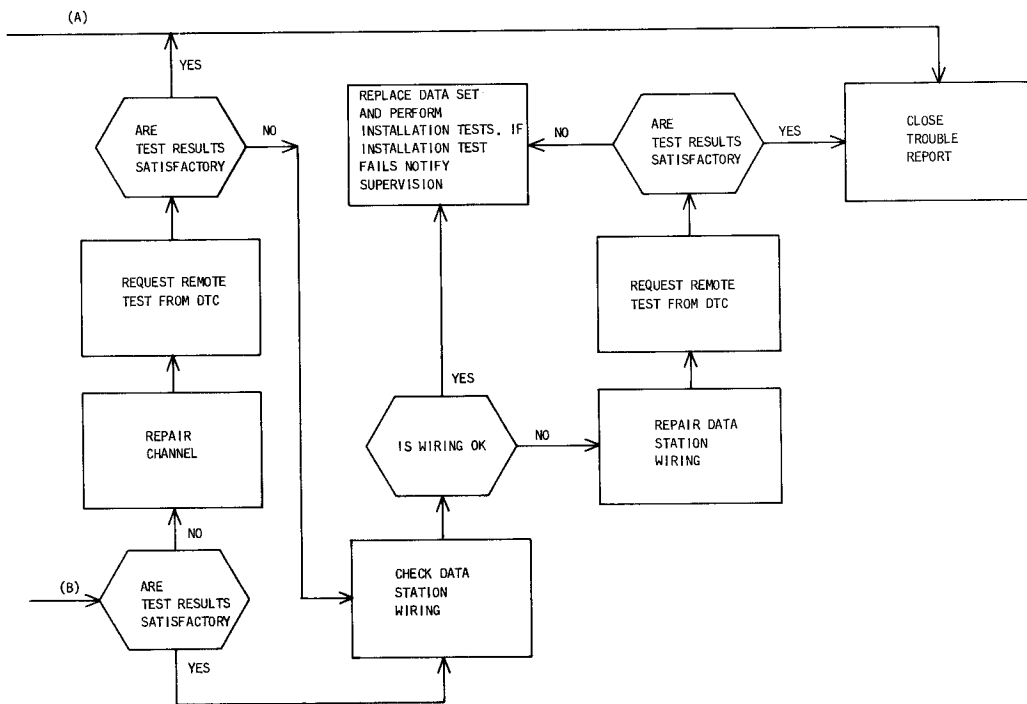 (A)
YES
ARE
TEST RESULTS
SATISFACTORY
NO
REQUEST REMOTE
TEST FROM DTC
REPAIR
CHANNEL
NO
(B)
ARE
TEST RESULTS
SATISFACTORY
YES
REPLACE DATA SET
AND PERFORM
INSTALLATION TESTS. IF
INSTALLATION TEST
FAILS NOTIFY
SUPERVISION
YES
IS WIRING OK
NO
CHECK DATA
STATION
WIRING
NO
ARE
TEST RESULTS
SATISFACTORY
YES
REQUEST REMOTE
TEST FROM DTC
REPAIR DATA
STATION
WIRING
CLOSE
TROUBLE
REPORT